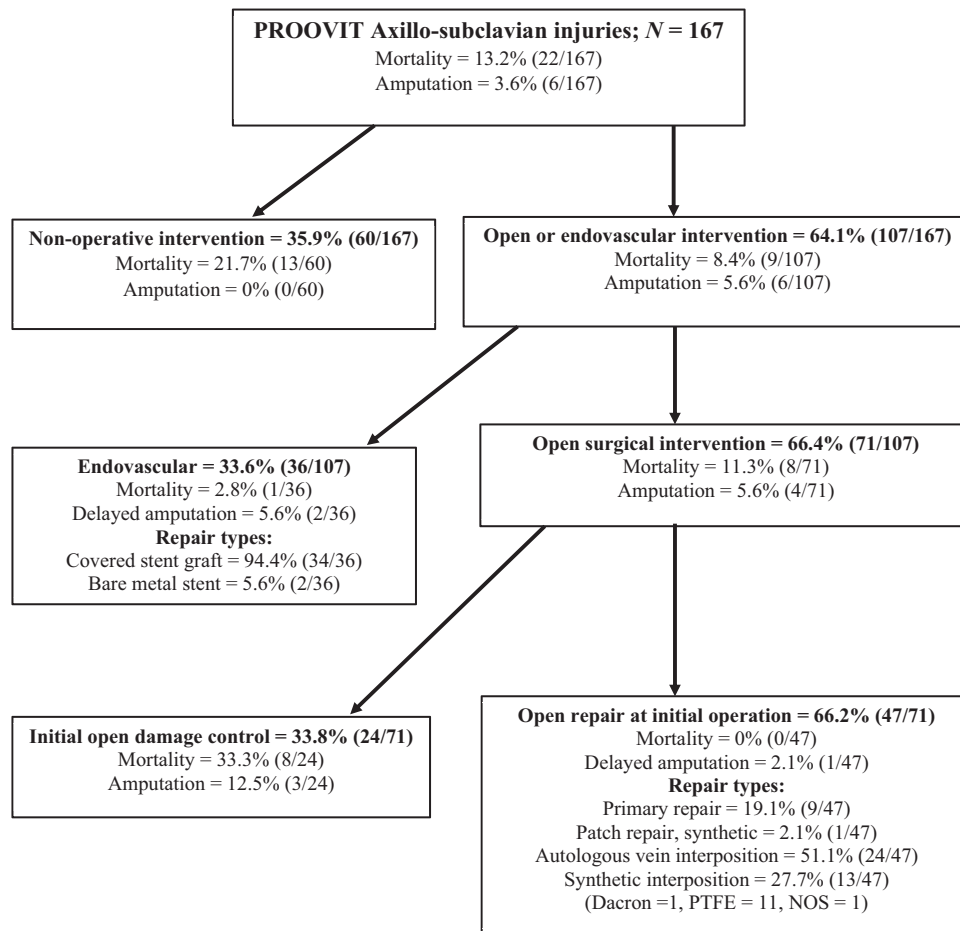 PROOVIT Axillo-subclavian injuries; N = 167
Mortality = 13.2% (22/167)
Amputation = 3.6% (6/167)
Non-operative intervention = 35.9% (60/167)
Mortality = 21.7% (13/60)
Amputation = 0% (0/60)
Open or endovascular intervention = 64.1% (107/167)
Mortality = 8.4% (9/107)
Amputation = 5.6% (6/107)
Endovascular = 33.6% (36/107)
Mortality = 2.8% (1/36)
Delayed amputation = 5.6% (2/36)
Repair types:
Covered stent graft = 94.4% (34/36)
Bare metal stent = 5.6% (2/36)
Open surgical intervention = 66.4% (71/107)
Mortality = 11.3% (8/71)
Amputation = 5.6% (4/71)
Initial open damage control = 33.8% (24/71)
Mortality = 33.3% (8/24)
Amputation = 12.5% (3/24)
Open repair at initial operation = 66.2% (47/71)
Mortality = 0% (0/47)
Delayed amputation = 2.1% (1/47)
Repair types:
Primary repair = 19.1% (9/47)
Patch repair, synthetic = 2.1% (1/47)
Autologous vein interposition = 51.1% (24/47)
Synthetic interposition = 27.7% (13/47)
(Dacron =1, PTFE = 11, NOS = 1)